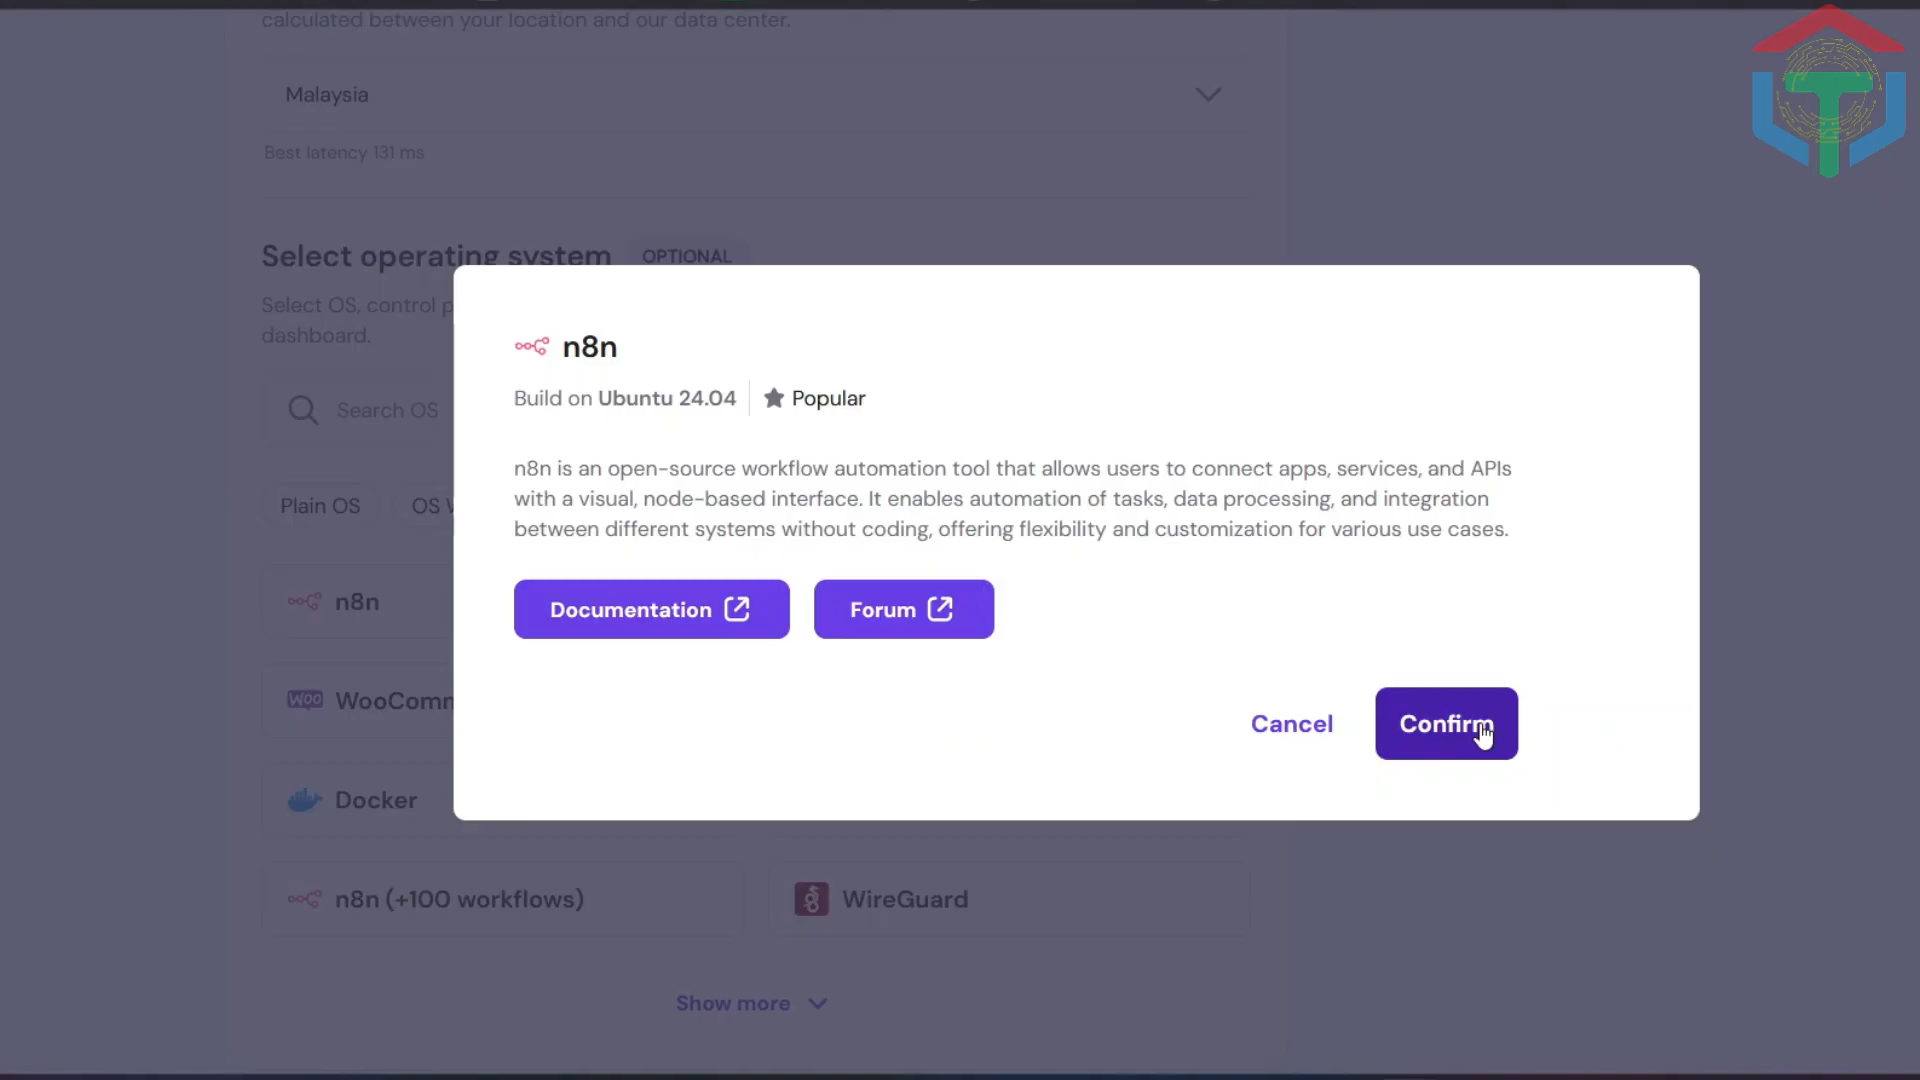 calculated between your location and our data center.
Malaysia
Best latency 131 ms
Select operating system OPTIONAL
Select OS, control
dashboard.
Search OS
Plain OS OS
n8n
Build on Ubuntu 24.04 Popular
n8n is an open-source workflow automation tool that allows users to connect apps, services, and APIs
with a visual, node-based interface. It enables automation of tasks, data processing, and integration
between different systems without coding, offering flexibility and customization for various use cases.
Documentation Forum
Cancel Confirm
n8n
Woo WooComm
Docker
n8n (+100 workflows) WireGuard
Show more